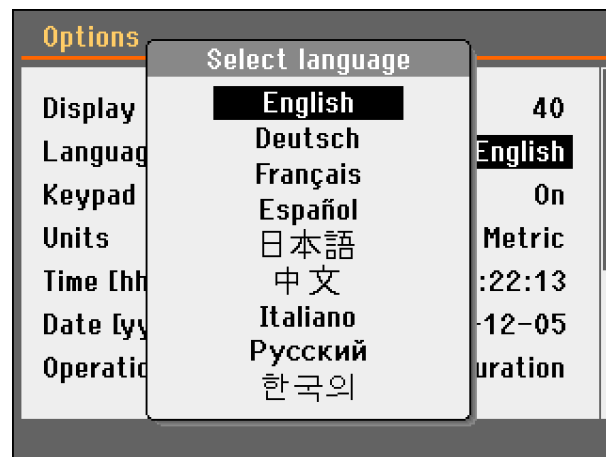 Options
Select language
English
Deutsch
Français
Español
日本語
中文
Italiano
Русский
한국의
Display 40
Languag English
Keypad On
Units Metric
Time [hh :22:13
Date [yy -12-05
Operatio uration